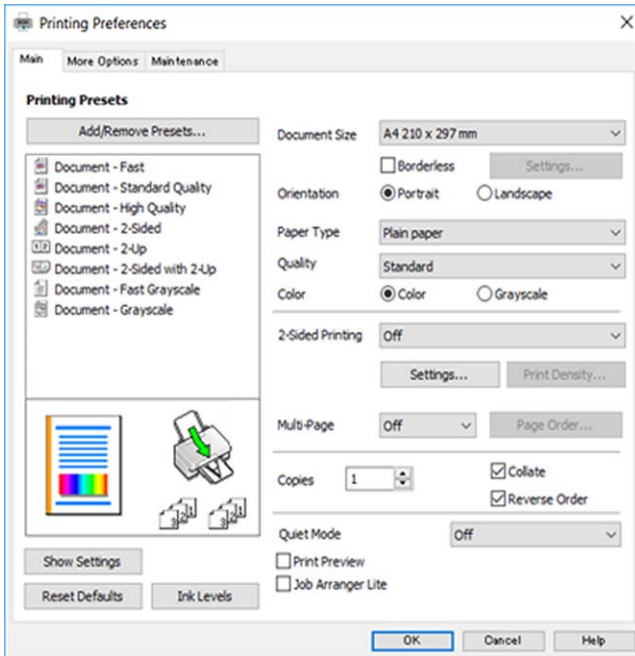 Printing Preferences
Main
More Options
Maintenance
Printing Presets
Add/Remove Presets...
Document - Fast
Document - Standard Quality
Document - High Quality
Document - 2-Sided
Document - 2-Up
Document - 2-Sided with 2-Up
Document - Fast Grayscale
Document - Grayscale
Show Settings
Reset Defaults
Ink Levels
Document Size
A4 210 x 297 mm
Borderless
Settings...
Orientation
Portrait
Landscape
Paper Type
Plain paper
Quality
Standard
Color
Color
Grayscale
2-Sided Printing
Off
Settings...
Print Density...
Multi-Page
Off
Page Order...
Copies
1
Collate
Reverse Order
Quiet Mode
Off
Print Preview
Job Arranger Lite
OK
Cancel
Help